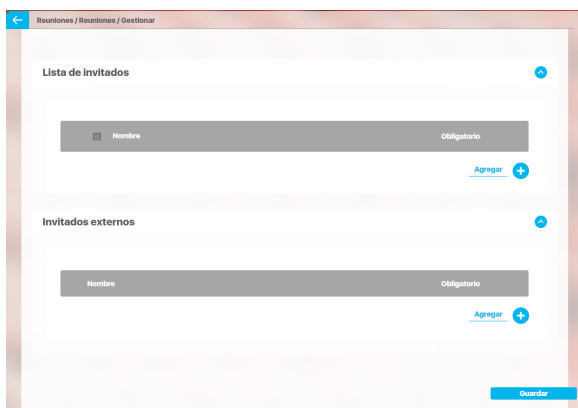 Reuniones / Reuniones / Gestionar
Lista de invitados
Nombre Obligatorio
Agregar
Invitados externos
Nombre Obligatorio
Agregar
Guardar